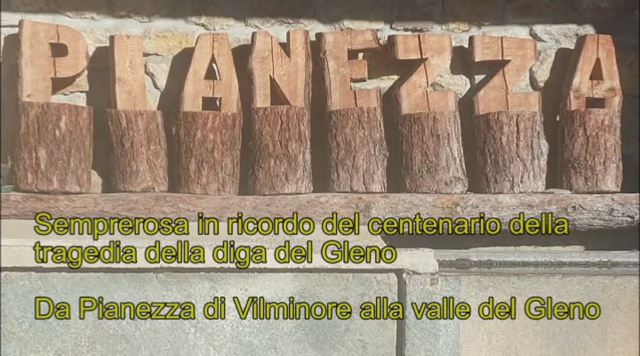 PIANEZZA
Semprerosa in ricordo del centenario della
tragedia della diga del Gleno
Da Pianezza di Vilminore alla valle del Gleno